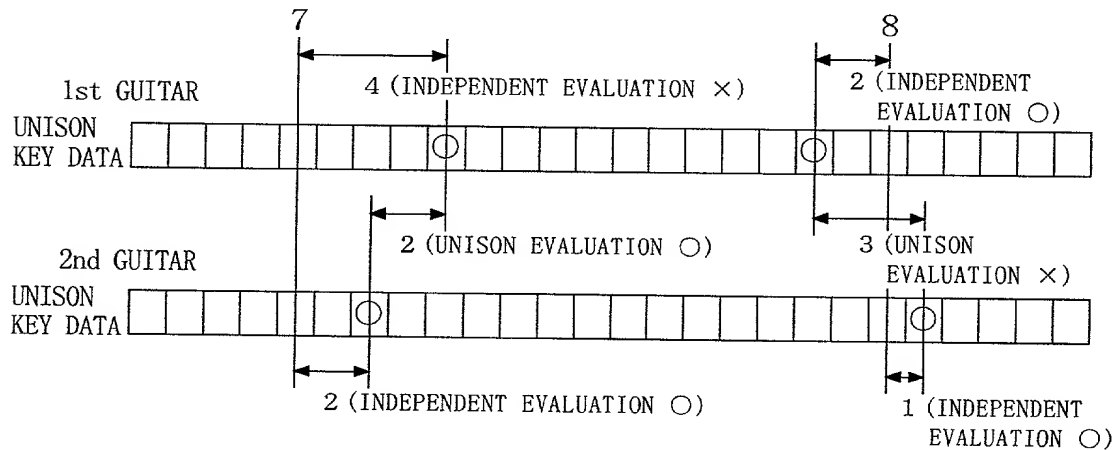 7
8
1st GUITAR
4 (INDEPENDENT EVALUATION ×)
2 (INDEPENDENT
EVALUATION ○)
UNISON
KEY DATA
2nd GUITAR
2 (UNISON EVALUATION ○)
3 (UNISON
EVALUATION ×)
UNISON
KEY DATA
2 (INDEPENDENT EVALUATION ○)
1 (INDEPENDENT
EVALUATION ○)